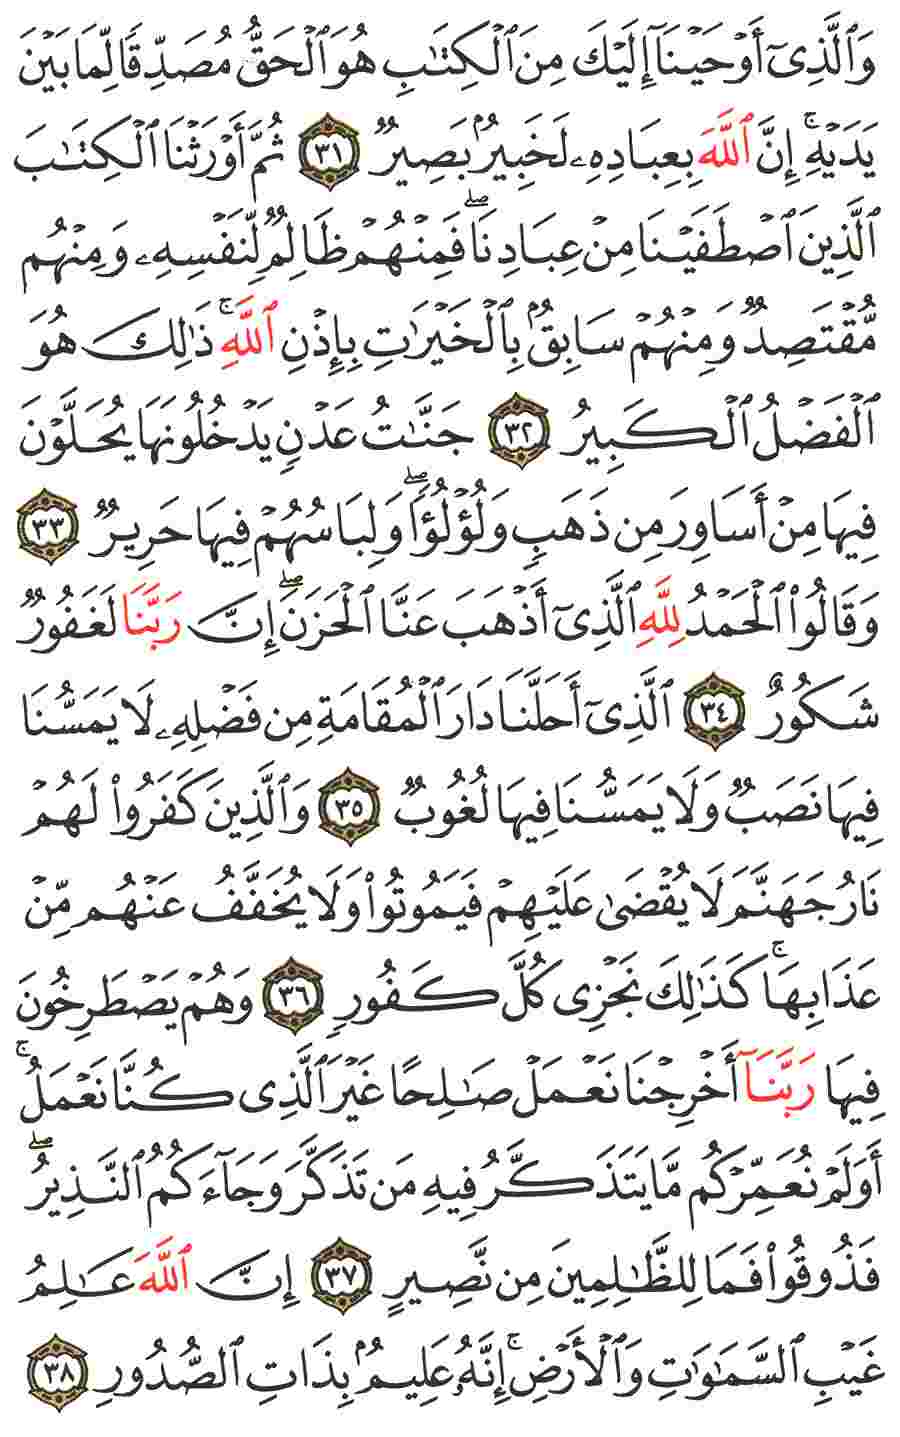 وَٱلَّذِىٓ أَوْحَيْنَآ إِلَيْكَ مِنَ ٱلْكِتَـٰبِ هُوَ ٱلْحَقُّ مُصَدِّقًا لِّمَا بَيْنَ
يَدَيْهِ ۚ إِنَّ ٱللَّهَ بِعِبَادِهِۦ لَخَبِيرٌۢ بَصِيرٌ ٣١ ثُمَّ أَوْرَثْنَا ٱلْكِتَـٰبَ
ٱلَّذِينَ ٱصْطَفَيْنَا مِنْ عِبَادِنَا ۖ فَمِنْهُمْ ظَالِمٌ لِّنَفْسِهِۦ وَمِنْهُم
مُّقْتَصِدٌ وَمِنْهُمْ سَابِقٌۢ بِٱلْخَيْرَٰتِ بِإِذْنِ ٱللَّهِ ۚ ذَٰلِكَ هُوَ
ٱلْفَضْلُ ٱلْكَبِيرُ ٣٢ جَنَّـٰتُ عَدْنٍ يَدْخُلُونَهَا يُحَلَّوْنَ
فِيهَا مِنْ أَسَاوِرَ مِن ذَهَبٍ وَلُؤْلُؤًا ۖ وَلِبَاسُهُمْ فِيهَا حَرِيرٌ ٣٣
وَقَالُوا۟ ٱلْحَمْدُ لِلَّهِ ٱلَّذِىٓ أَذْهَبَ عَنَّا ٱلْحَزَنَ ۖ إِنَّ رَبَّنَا لَغَفُورٌ
شَكُورٌ ٣٤ ٱلَّذِىٓ أَحَلَّنَا دَارَ ٱلْمُقَامَةِ مِن فَضْلِهِۦ لَا يَمَسُّنَا
فِيهَا نَصَبٌ وَلَا يَمَسُّنَا فِيهَا لُغُوبٌ ٣٥ وَٱلَّذِينَ كَفَرُوا۟ لَهُمْ
نَارُ جَهَنَّمَ لَا يُقْضَىٰ عَلَيْهِمْ فَيَمُوتُوا۟ وَلَا يُخَفَّفُ عَنْهُم مِّنْ
عَذَابِهَا ۚ كَذَٰلِكَ نَجْزِى كُلَّ كَفُورٍ ٣٦ وَهُمْ يَصْطَرِخُونَ
فِيهَا رَبَّنَآ أَخْرِجْنَا نَعْمَلْ صَـٰلِحًا غَيْرَ ٱلَّذِى كُنَّا نَعْمَلُ ۚ
أَوَلَمْ نُعَمِّرْكُم مَّا يَتَذَكَّرُ فِيهِ مَن تَذَكَّرَ وَجَآءَكُمُ ٱلنَّذِيرُ ۖ
فَذُوقُوا۟ فَمَا لِلظَّـٰلِمِينَ مِن نَّصِيرٍ ٣٧ إِنَّ ٱللَّهَ عَـٰلِمُ
غَيْبِ ٱلسَّمَـٰوَٰتِ وَٱلْأَرْضِ ۚ إِنَّهُۥ عَلِيمٌۢ بِذَاتِ ٱلصُّدُورِ ٣٨